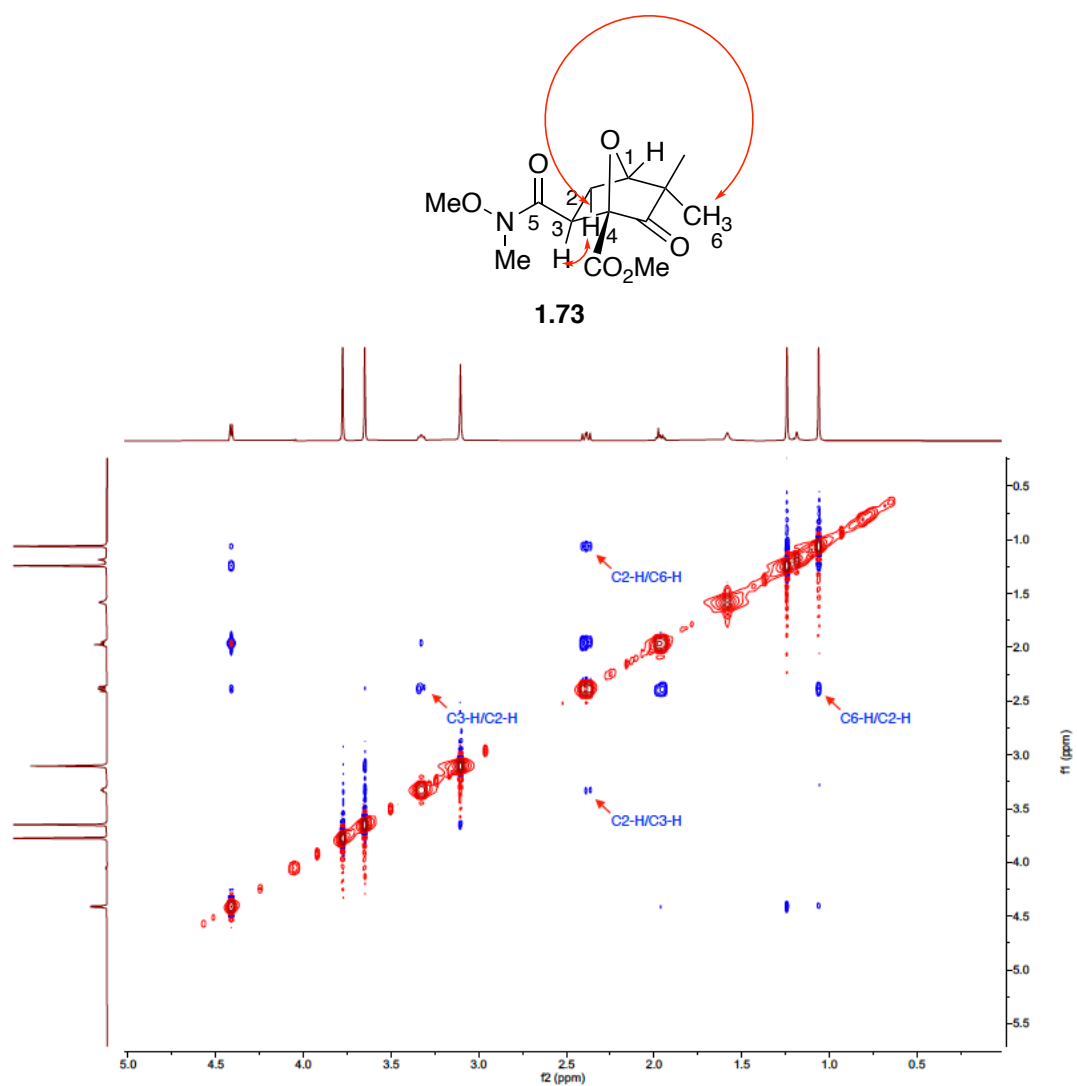 O
1
H
O
MeO
2
5
N
3
H
4
CH3
6
O
Me
H
CO2Me
1.73
C2-H/C6-H
C3-H/C2-H
C6-H/C2-H
C2-H/C3-H
0.5
1.0
1.5
2.0
2.5
3.0
3.5
4.0
4.5
5.0
5.5
f1 (ppm)
5.0 4.5 4.0 3.5 3.0 2.5 2.0 1.5 1.0 0.5
f2 (ppm)